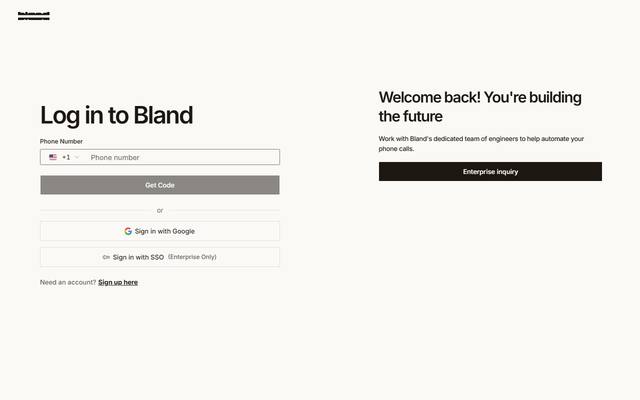 Log in to Bland
Phone Number
+1 Phone number
Get Code
or
Sign in with Google
Sign in with SSO (Enterprise Only)
Need an account? Sign up here
Welcome back! You're building
the future
Work with Bland's dedicated team of engineers to help automate your
phone calls.
Enterprise inquiry